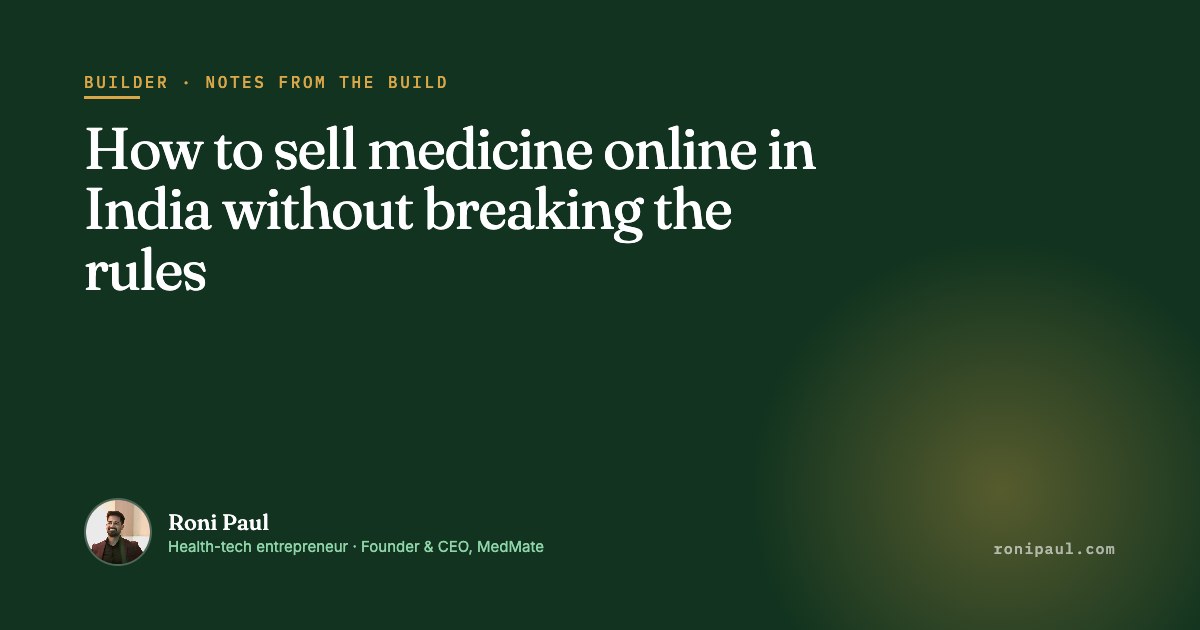 BUILDER · NOTES FROM THE BUILD
How to sell medicine online in
India without breaking the
rules
Roni Paul
Health-tech entrepreneur · Founder & CEO, MedMate
ronipaul.com